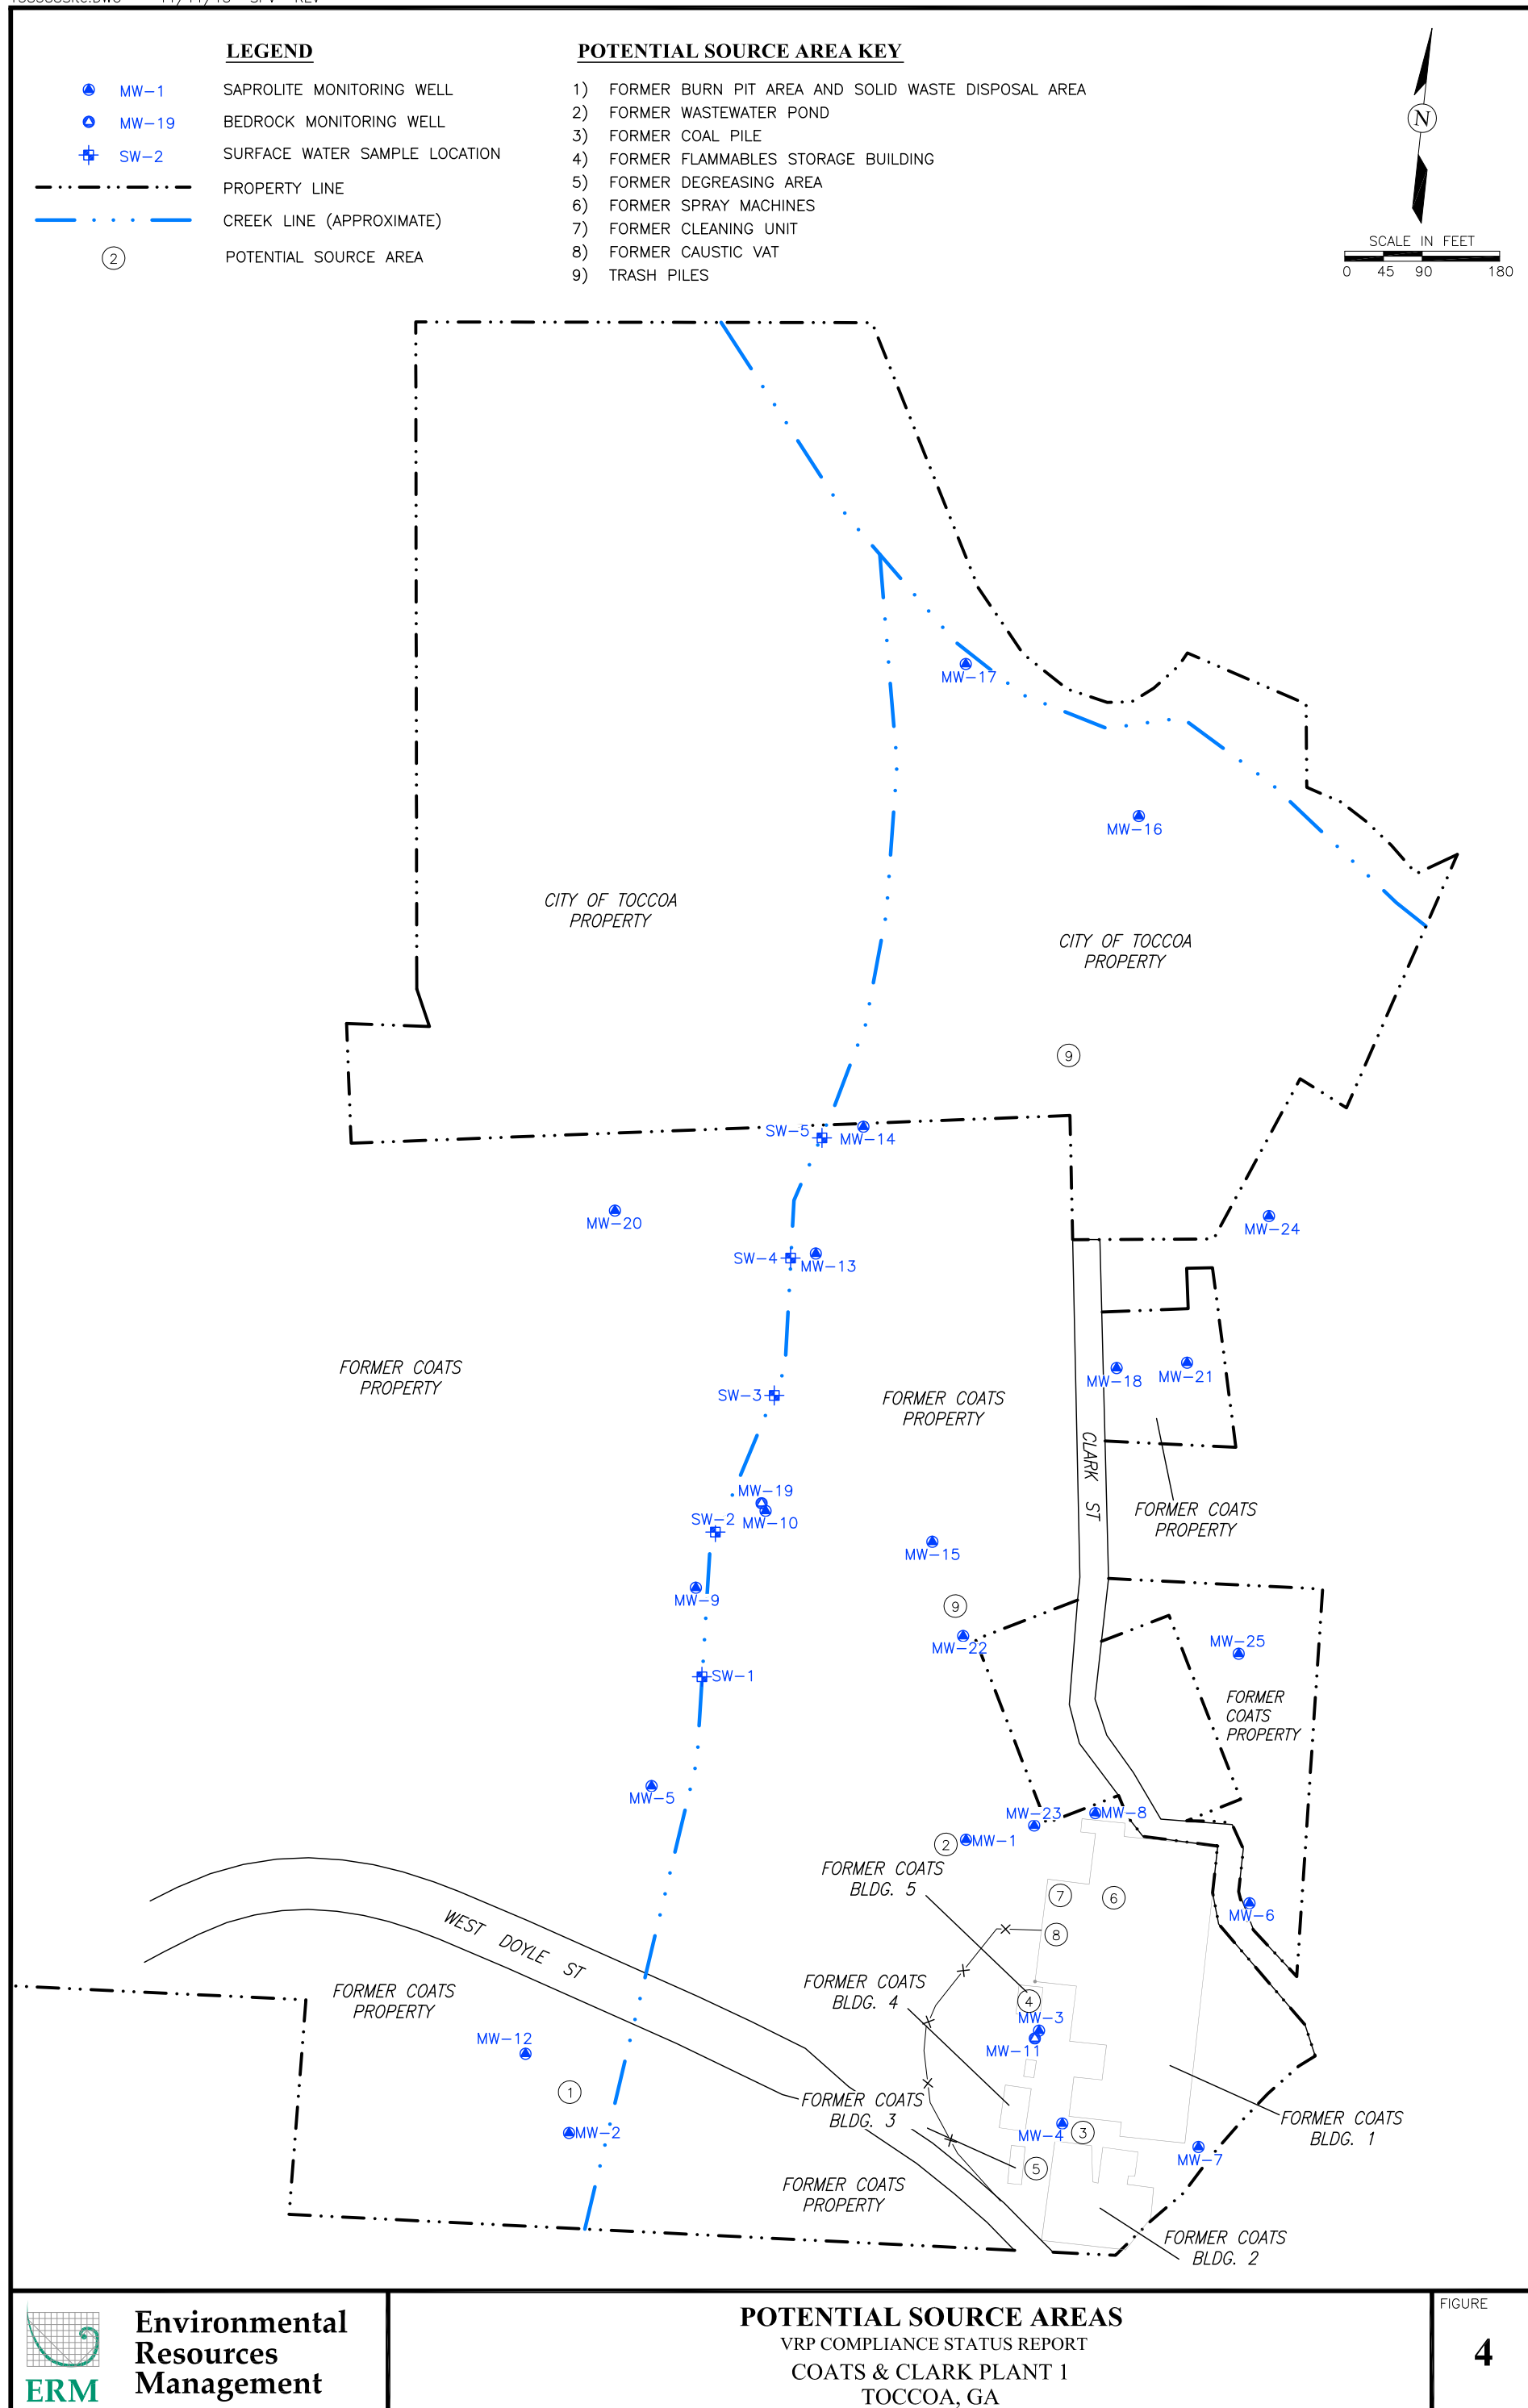 LEGEND
MW-1 SAPROLITE MONITORING WELL
MW-19 BEDROCK MONITORING WELL
SW-2 SURFACE WATER SAMPLE LOCATION
PROPERTY LINE
CREEK LINE (APPROXIMATE)
2 POTENTIAL SOURCE AREA
POTENTIAL SOURCE AREA KEY
1) FORMER BURN PIT AREA AND SOLID WASTE DISPOSAL AREA
2) FORMER WASTEWATER POND
3) FORMER COAL PILE
4) FORMER FLAMMABLES STORAGE BUILDING
5) FORMER DEGREASING AREA
6) FORMER SPRAY MACHINES
7) FORMER CLEANING UNIT
8) FORMER CAUSTIC VAT
9) TRASH PILES
N
SCALE IN FEET
0 45 90 180
MW-17
MW-16
CITY OF TOCCOA
PROPERTY
CITY OF TOCCOA
PROPERTY
9
SW-5
MW-14
MW-20
MW-24
SW-4
MW-13
FORMER COATS
PROPERTY
MW-18
MW-21
SW-3
FORMER COATS
PROPERTY
CLARK ST
MW-19
MW-10
SW-2
FORMER COATS
PROPERTY
MW-15
MW-9
9
MW-22
MW-25
SW-1
FORMER
COATS
PROPERTY
MW-5
MW-23
MW-8
2
MW-1
FORMER COATS
BLDG. 5
7
6
MW-6
8
WEST DOYLE ST
FORMER COATS
PROPERTY
FORMER COATS
BLDG. 4
4
MW-3
MW-11
MW-12
1
MW-2
FORMER COATS
BLDG. 3
MW-4
3
FORMER COATS
BLDG. 1
MW-7
5
FORMER COATS
PROPERTY
FORMER COATS
BLDG. 2
ERM
Environmental
Resources
Management
POTENTIAL SOURCE AREAS
VRP COMPLIANCE STATUS REPORT
COATS & CLARK PLANT 1
TOCCOA, GA
FIGURE
4